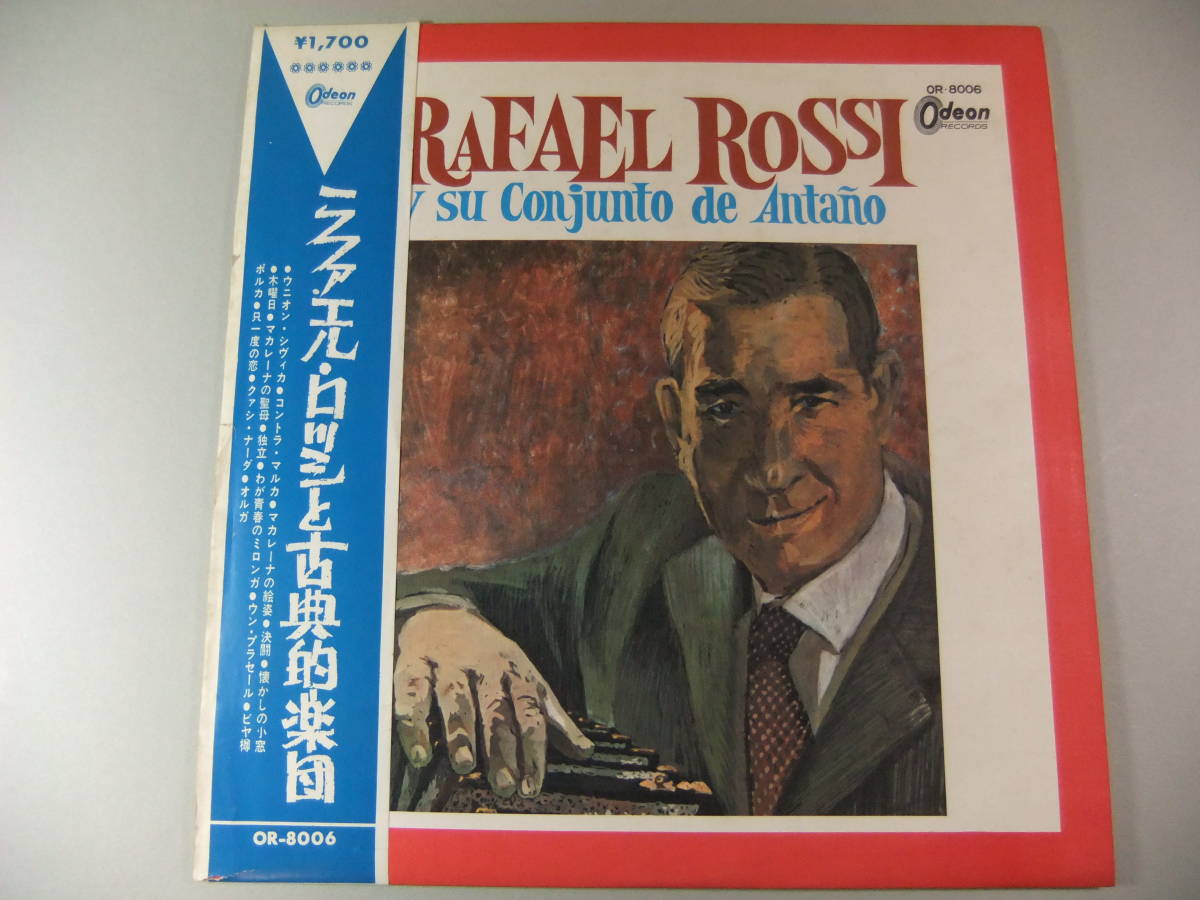 ¥1,700
Odeon
RECORDS
ラファエル・ロッシと古典的楽団
●ウニオン・シヴィカ●コントラ・マルカ●マカレーナの絵姿●決闘●懐かしの小窓
●木曜日●マカレーナの聖母●独立●わが青春のミロンガ●ウン・プラセール●ビヤ樽
ポルカ●只一度の恋●クァシ・ナーダ●オルガ
OR-8006
OR-8006
Odeon
RECORDS
RAFAEL ROSSI
y su Conjunto de Antaño